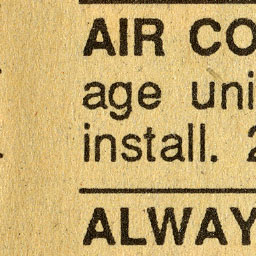 AIR CO
age uni
install. 2
ALWAY